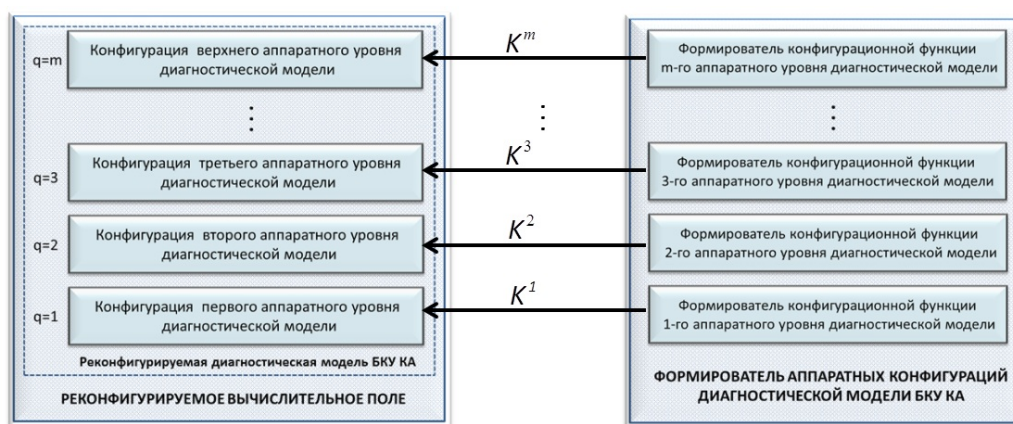 q=m
Конфигурация верхнего аппаратного уровня
диагностической модели
K^m
Формирователь конфигурационной функции
m-го аппаратного уровня диагностической модели
⋮
⋮
⋮
q=3
Конфигурация третьего аппаратного уровня
диагностической модели
K^3
Формирователь конфигурационной функции
3-го аппаратного уровня диагностической модели
q=2
Конфигурация второго аппаратного уровня
диагностической модели
K^2
Формирователь конфигурационной функции
2-го аппаратного уровня диагностической модели
q=1
Конфигурация первого аппаратного уровня
диагностической модели
K^1
Формирователь конфигурационной функции
1-го аппаратного уровня диагностической модели
Реконфигурируемая диагностическая модель БКУ КА
РЕКОНФИГУРИРУЕМОЕ ВЫЧИСЛИТЕЛЬНОЕ ПОЛЕ
ФОРМИРОВАТЕЛЬ АППАРАТНЫХ КОНФИГУРАЦИЙ
ДИАГНОСТИЧЕСКОЙ МОДЕЛИ БКУ КА